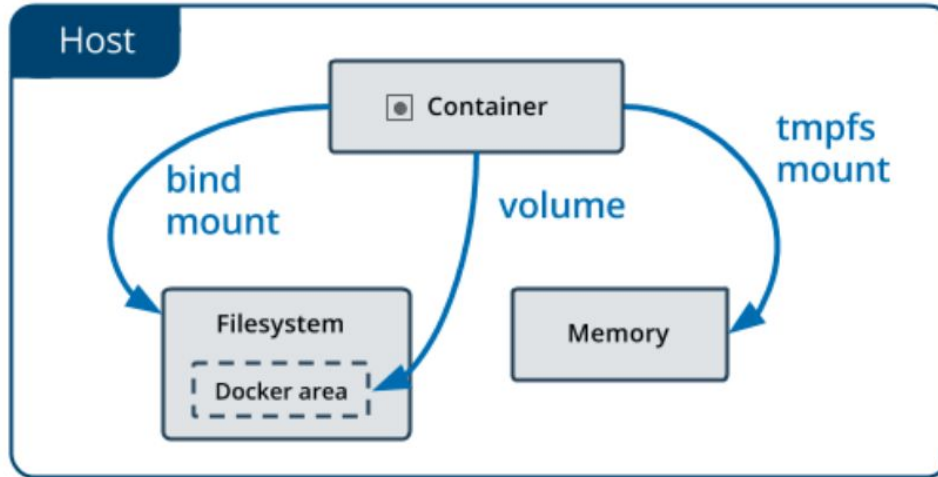 Host
Container
bind
mount
volume
tmpfs
mount
Filesystem
Docker area
Memory